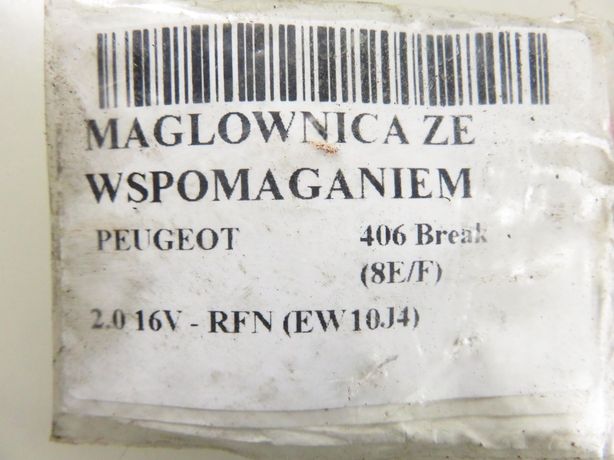 MAGLOWNICA ZE
WSPOMAGANIEM
PEUGEOT 406 Break
(8E/F)
2.0 16V - RFN (EW10J4)